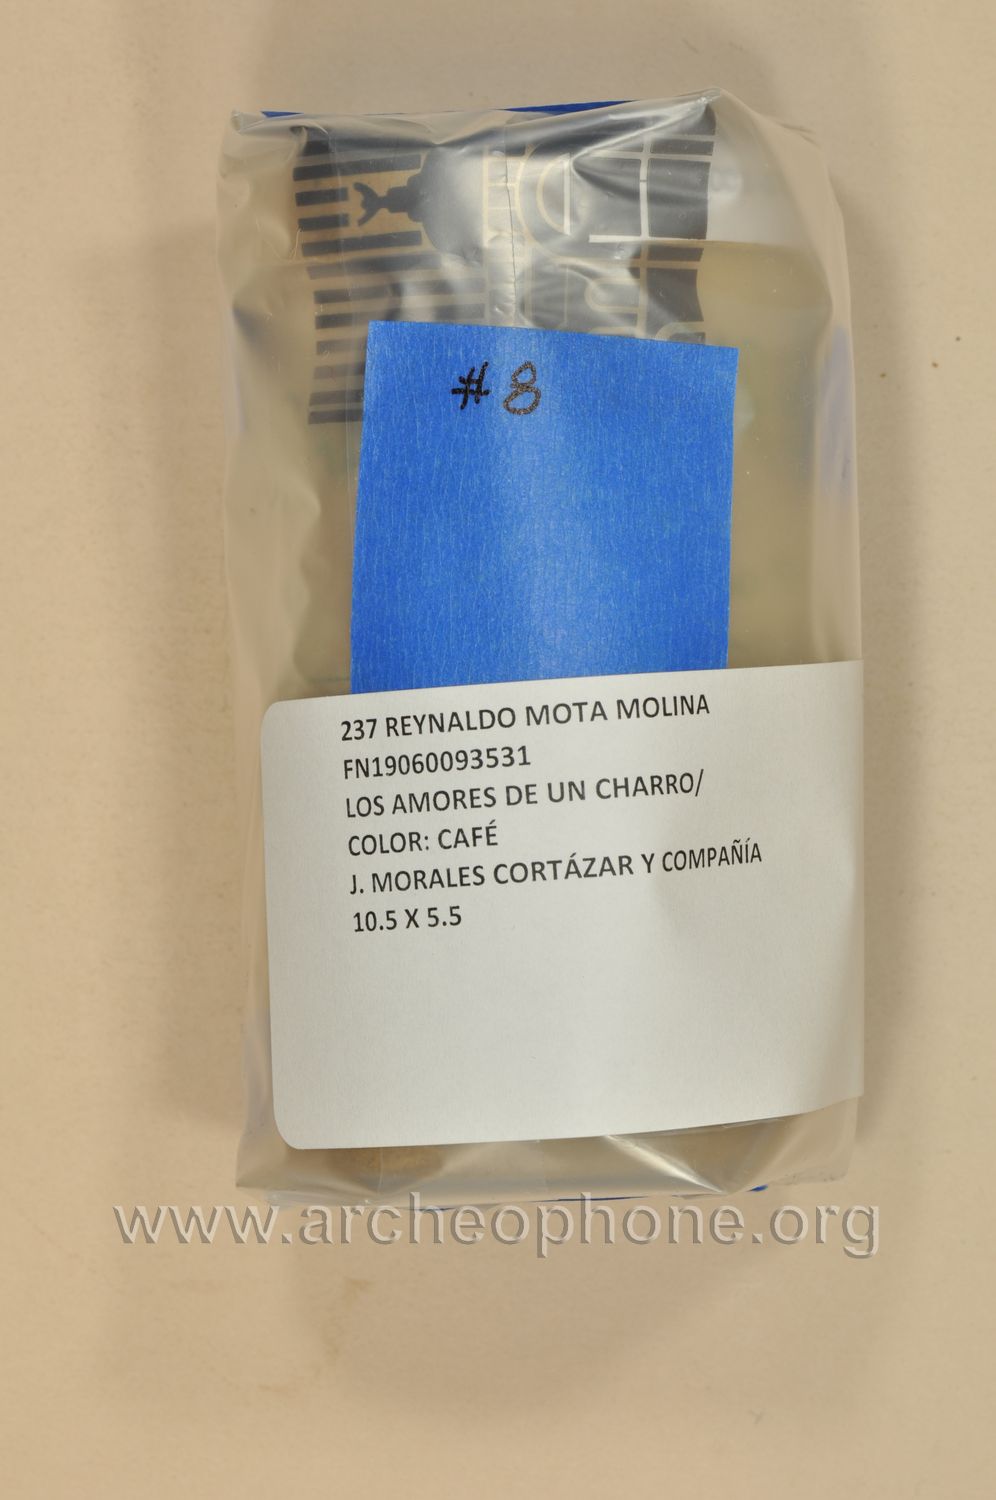 # 8
237 REYNALDO MOTA MOLINA
FN19060093531
LOS AMORES DE UN CHARRO/
COLOR: CAFÉ
J. MORALES CORTÁZAR Y COMPAÑÍA
10.5 X 5.5
www.archeophone.org